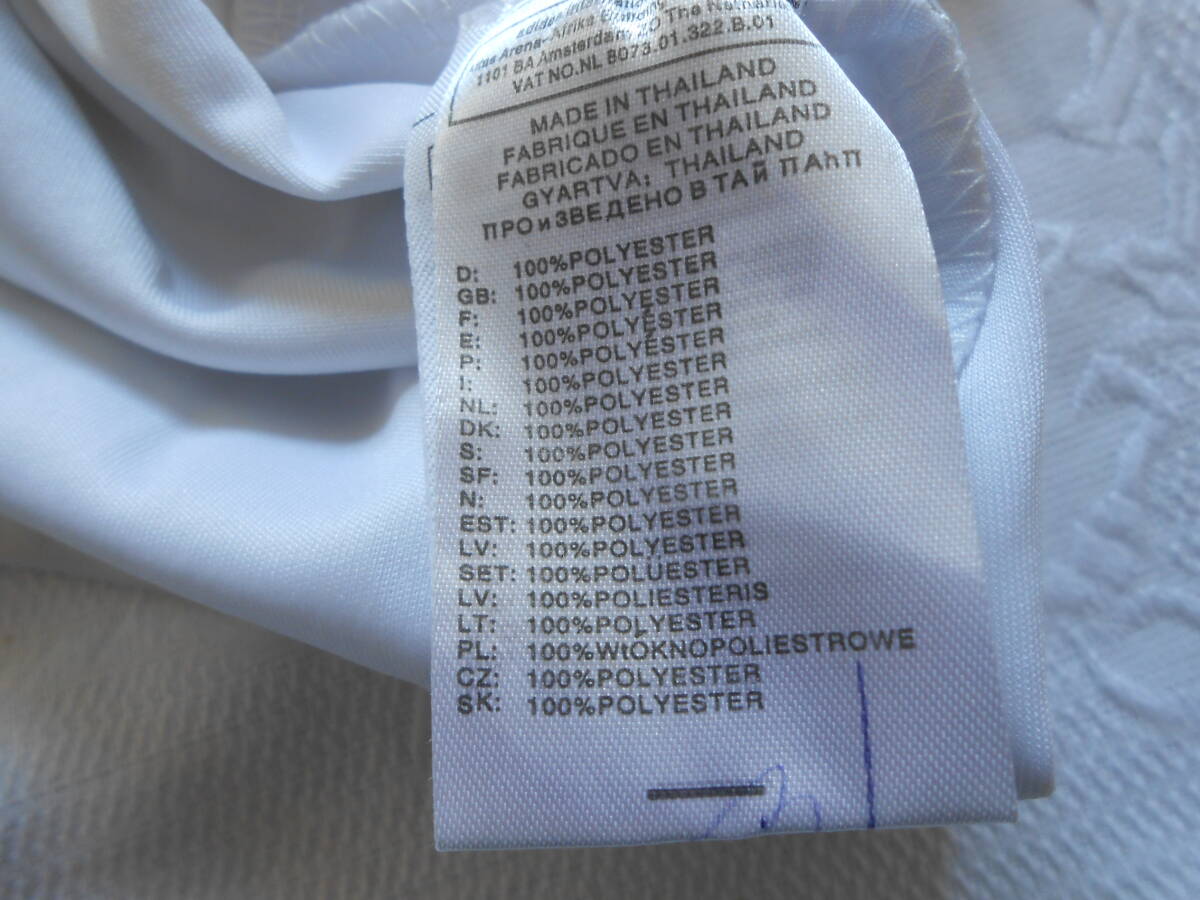 adidas International
Arena- Afrika Stadion The
1101 BA Amsterdam Zo
VAT NO.NL 8073.01.322.B.01
MADE IN THAILAND
FABRIQUE EN THAILAND
FABRICADO EN THAILAND
GYARTVA; THAILAND
ПРОиЗВЕДЕНО В ТАЙ ПАhП
D: 100%POLYESTER
GB: 100%POLYESTER
F: 100%POLYESTER
E: 100%POLYESTER
P: 100%POLYESTER
I: 100%POLYESTER
NL: 100%POLYESTER
DK: 100%POLYESTER
S: 100%POLYESTER
SF: 100%POLYESTER
N: 100%POLYESTER
EST: 100%POLYESTER
LV: 100%POLYESTER
SET: 100%POLUESTER
LV: 100%POLIESTERIS
LT: 100%POLYESTER
PL: 100%WtÓKNOPOLIESTROWE
CZ: 100%POLYESTER
SK: 100%POLYESTER